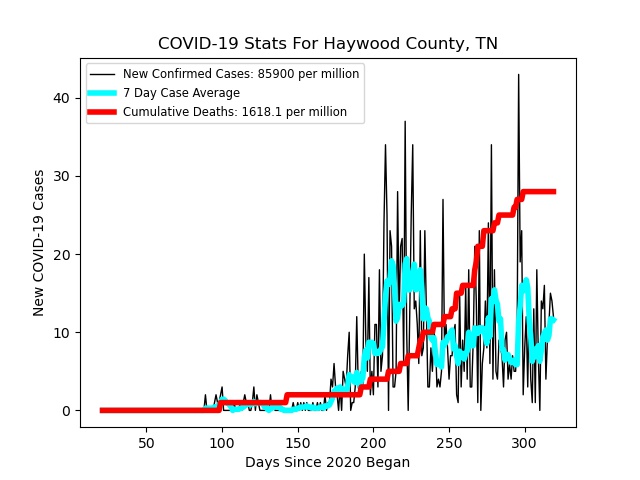 COVID-19 Stats For Haywood County, TN
New Confirmed Cases: 85900 per million
7 Day Case Average
Cumulative Deaths: 1618.1 per million
New COVID-19 Cases
40
30
20
10
0
50 100 150 200 250 300
Days Since 2020 Began